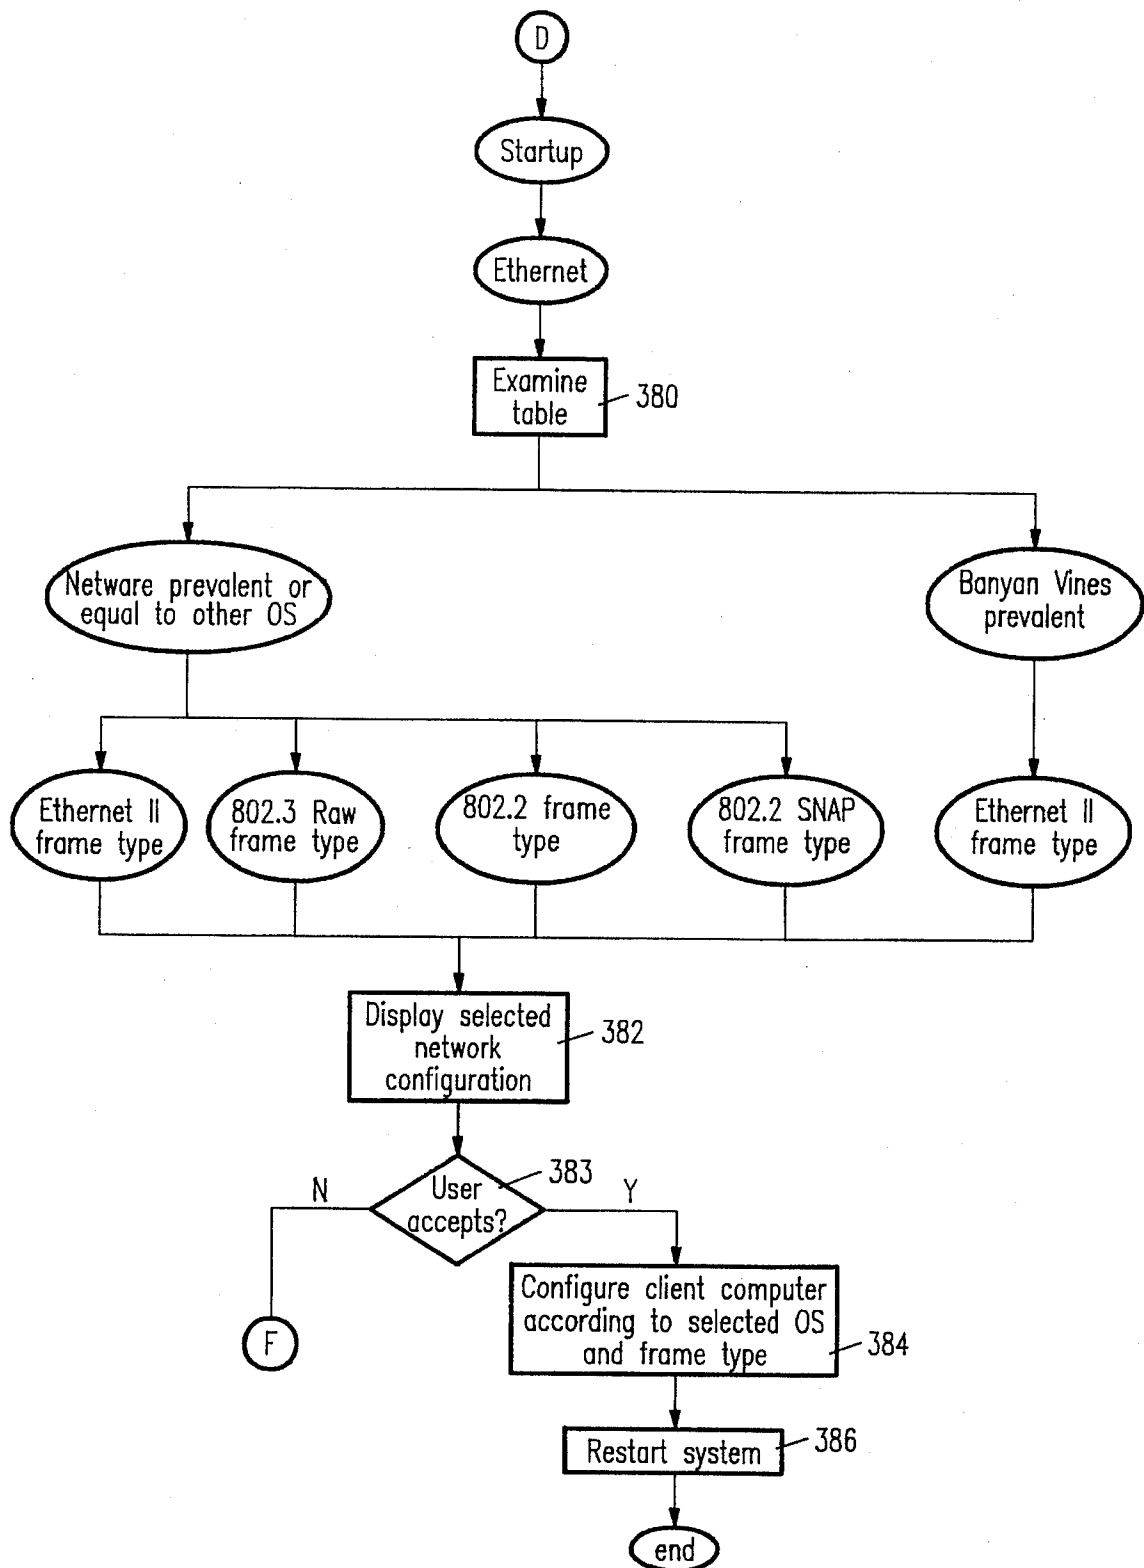 D
Startup
Ethernet
Examine
table
380
Netware prevalent or
equal to other OS
Banyan Vines
prevalent
Ethernet II
frame type
802.3 Raw
frame type
802.2 frame
type
802.2 SNAP
frame type
Ethernet II
frame type
Display selected
network
configuration
382
User
accepts?
383
N
Y
F
Configure client computer
according to selected OS
and frame type
384
Restart system
386
end